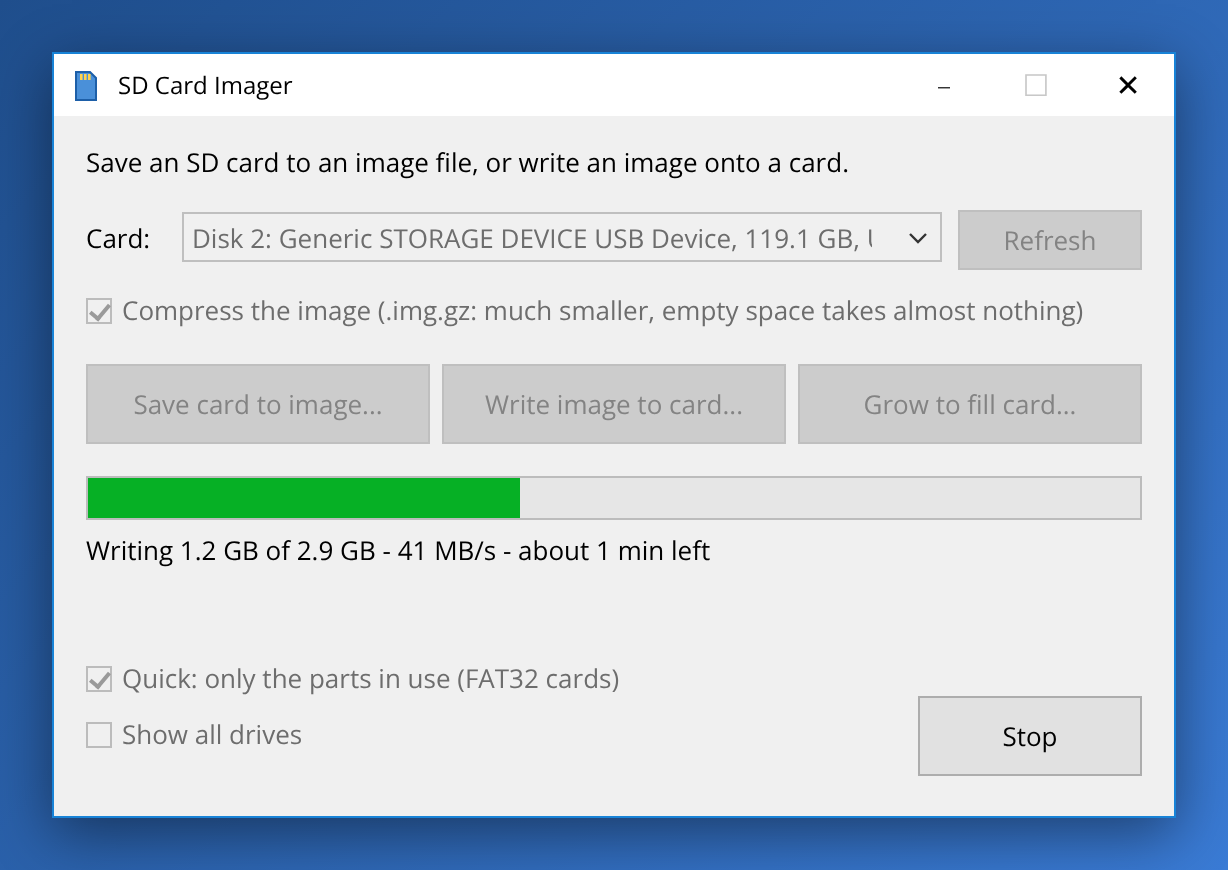 SD Card Imager
Save an SD card to an image file, or write an image onto a card.
Card: Disk 2: Generic STORAGE DEVICE USB Device, 119.1 GB, Refresh
Compress the image (.img.gz: much smaller, empty space takes almost nothing)
Save card to image... Write image to card... Grow to fill card...
Writing 1.2 GB of 2.9 GB - 41 MB/s - about 1 min left
Quick: only the parts in use (FAT32 cards)
Show all drives
Stop